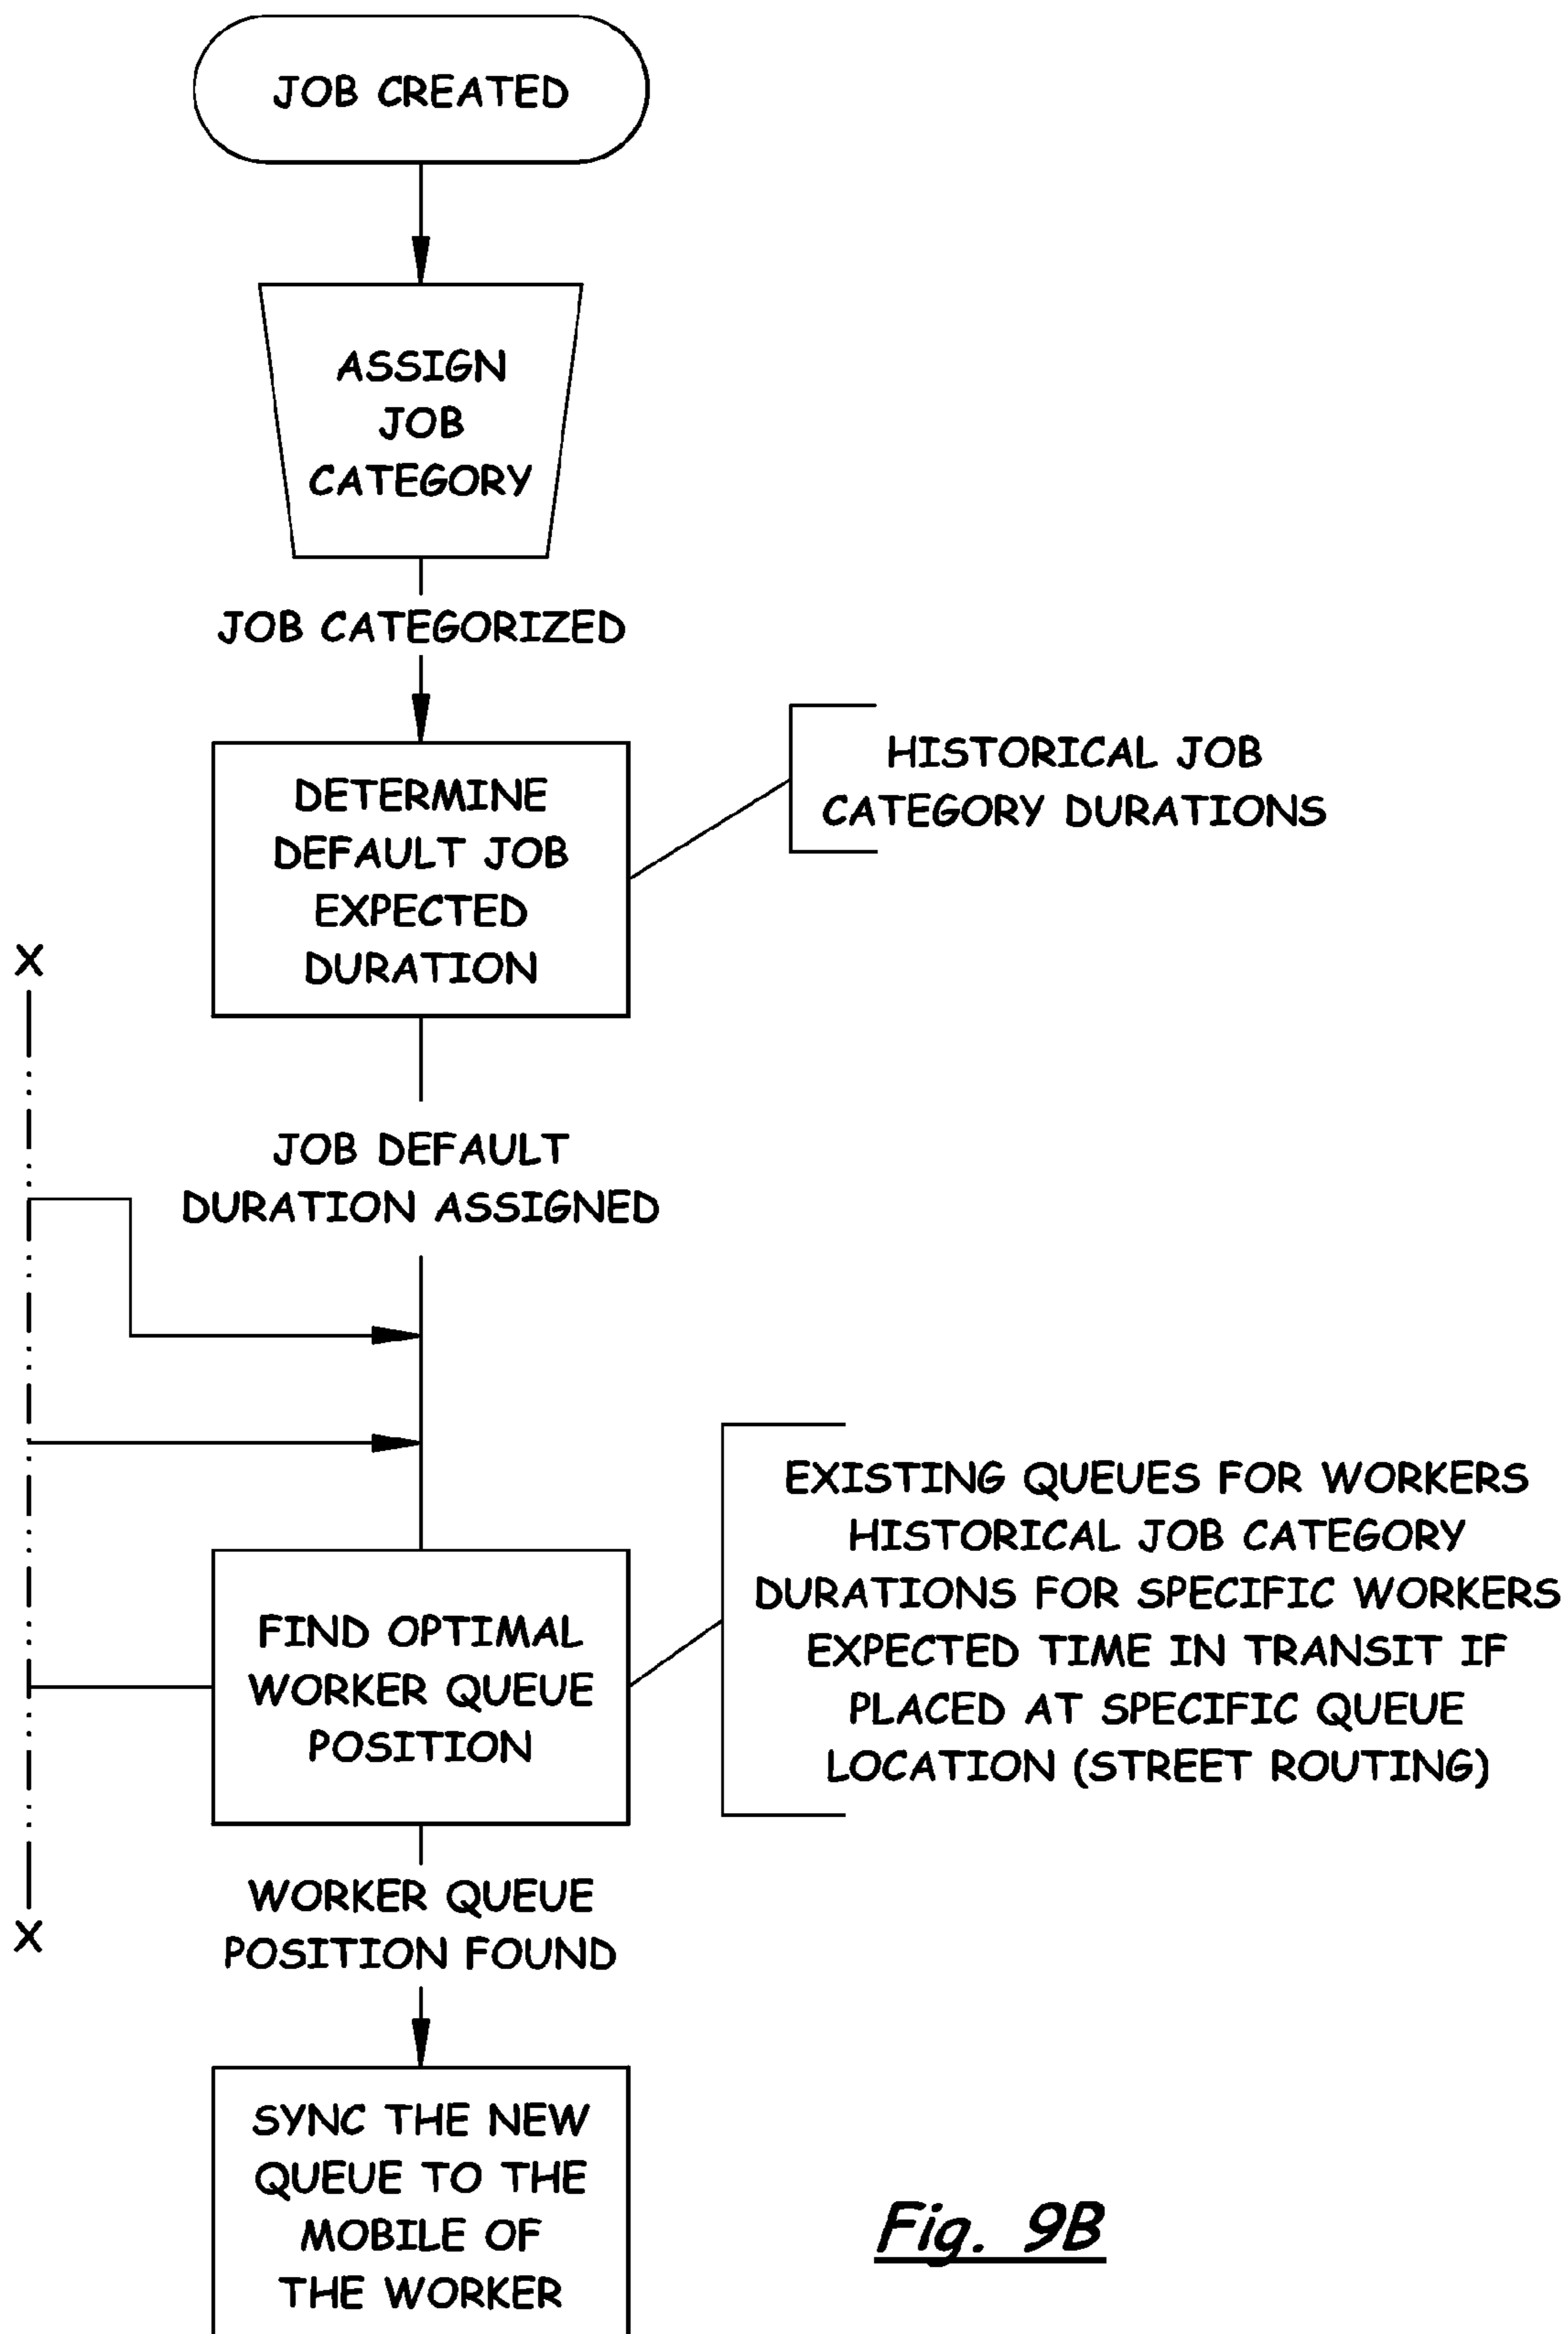 JOB CREATED
ASSIGN
JOB
CATEGORY
JOB CATEGORIZED
DETERMINE
DEFAULT JOB
EXPECTED
DURATION
HISTORICAL JOB
CATEGORY DURATIONS
X
JOB DEFAULT
DURATION ASSIGNED
FIND OPTIMAL
WORKER QUEUE
POSITION
EXISTING QUEUES FOR WORKERS
HISTORICAL JOB CATEGORY
DURATIONS FOR SPECIFIC WORKERS
EXPECTED TIME IN TRANSIT IF
PLACED AT SPECIFIC QUEUE
LOCATION (STREET ROUTING)
WORKER QUEUE
POSITION FOUND
X
SYNC THE NEW
QUEUE TO THE
MOBILE OF
THE WORKER
Fig. 9B